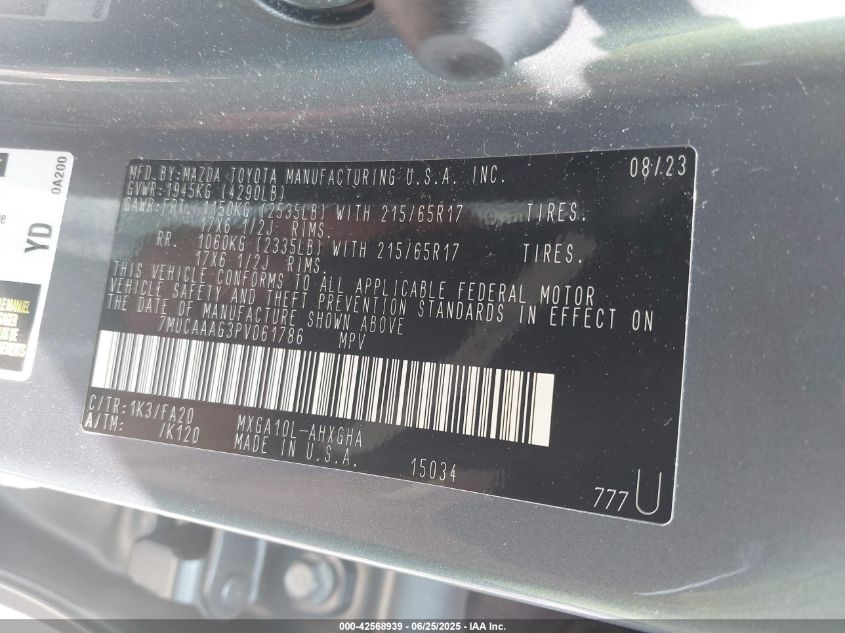 MFD.BY:MAZDA TOYOTA MANUFACTURING U.S.A. INC. 08/23
GVWR:1945KG (4290LB)
GAWR:FRT. 1150KG (2535LB) WITH 215/65R17 TIRES.
17X6 1/2J RIMS.
RR. 1060KG (2335LB) WITH 215/65R17 TIRES.
17X6 1/2J RIMS.
THIS VEHICLE CONFORMS TO ALL APPLICABLE FEDERAL MOTOR
VEHICLE SAFETY AND THEFT PREVENTION STANDARDS IN EFFECT ON
THE DATE OF MANUFACTURE SHOWN ABOVE
7MUCAAAG3PV061786 MPV
C/TR:1K3/FA20 MXGA10L-AHXGHA
A/TM: /K120 MADE IN U.S.A.
15034
777U
0A200
YD
MANUEL
000-42568939 - 06/25/2025 - IAA Inc.